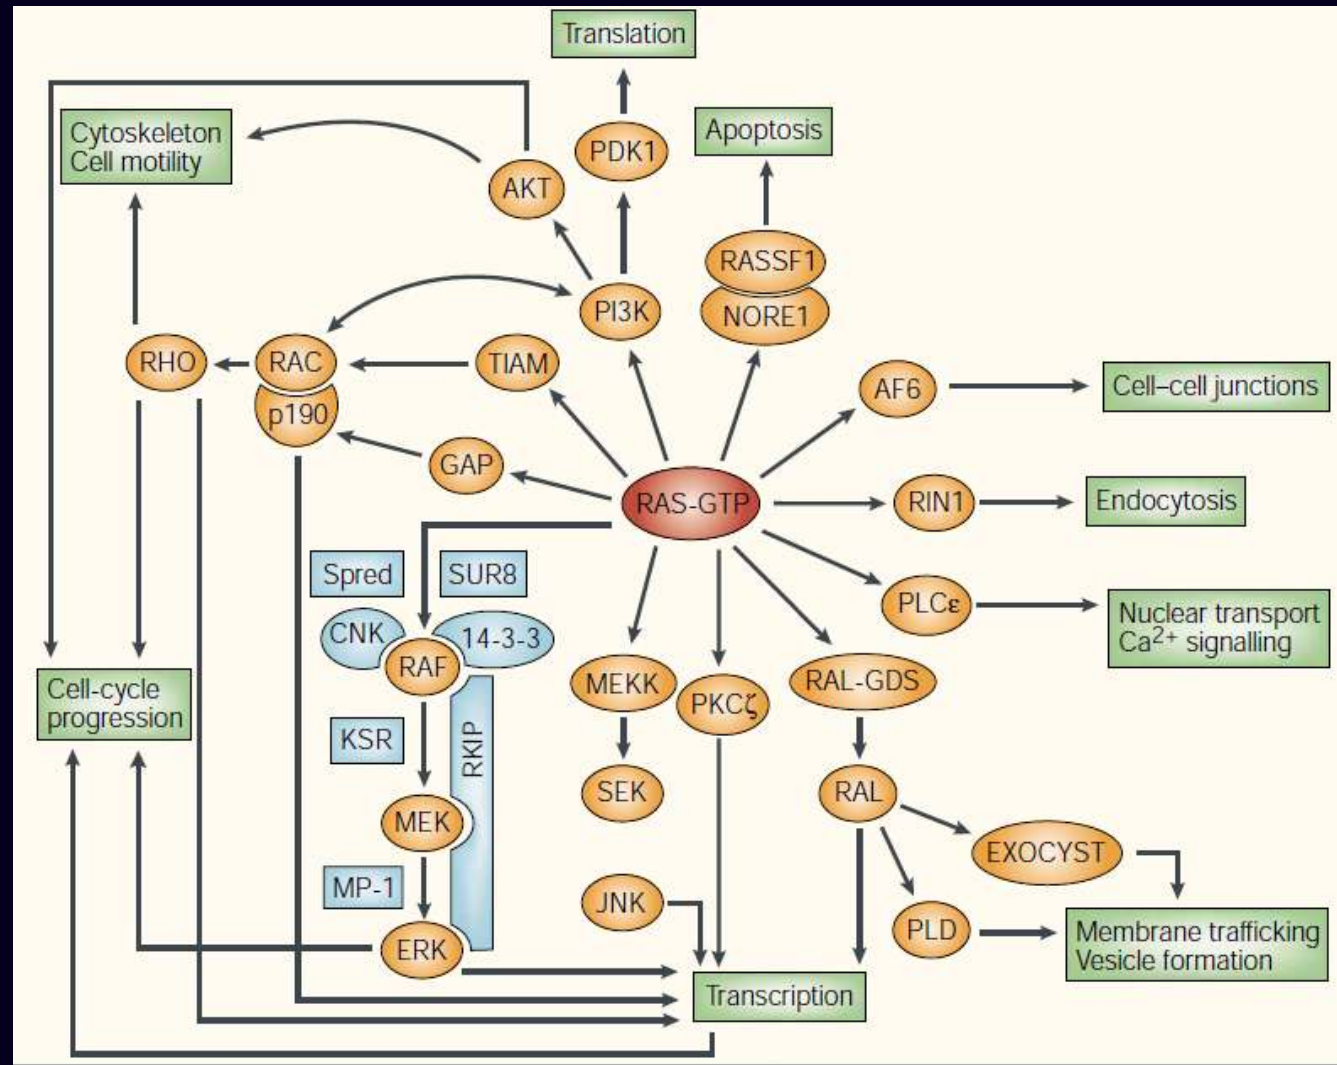 Translation
Cytoskeleton
Cell motility
PDK1
Apoptosis
AKT
RASSF1
PI3K
NORE1
RHO
RAC
TIAM
AF6
Cell–cell junctions
p190
GAP
RAS-GTP
RIN1
Endocytosis
Spred
SUR8
PLCε
Nuclear transport
Ca2+ signalling
CNK
14-3-3
RAF
MEKK
PKCζ
RAL-GDS
Cell-cycle
progression
KSR
RKIP
SEK
RAL
MEK
EXOCYST
MP-1
JNK
PLD
Membrane trafficking
Vesicle formation
ERK
Transcription